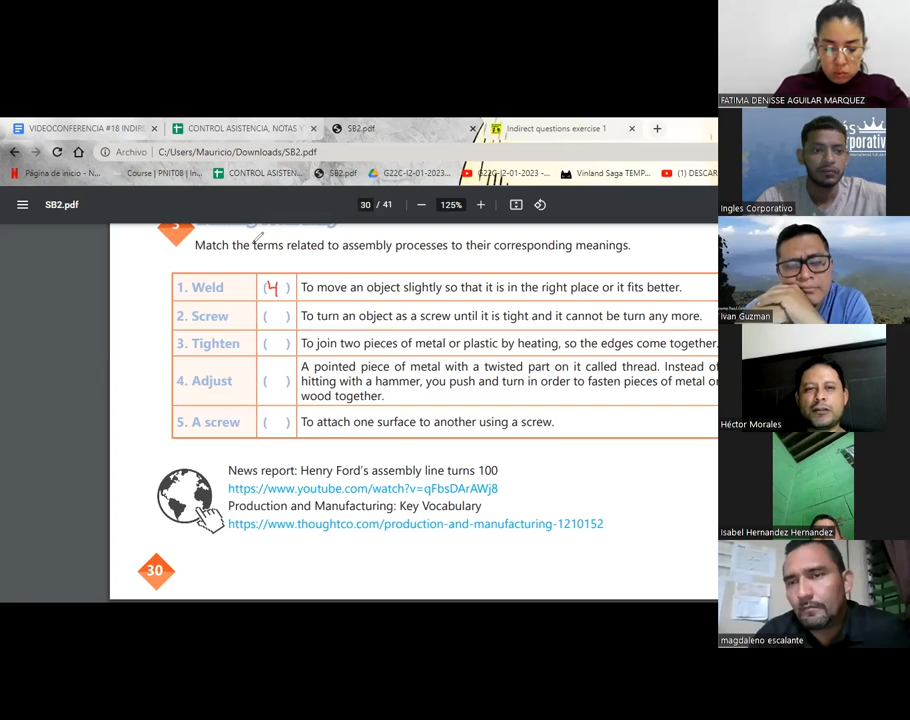 VIDEOCONFERENCIA #18 INDIR
CONTROL ASISTENCIA, NOTAS Y
SB2.pdf
Indirect questions exercise 1
Archivo
C:/Users/Mauricio/Downloads/SB2.pdf
Página de inicio - N...
Course | PNIT08 | In...
CONTROL ASISTEN...
SB2.pdf
G22C-I2-01-2023...
G22C-I2-01-2023 -...
Vinland Saga TEMP...
(1) DESCAR
SB2.pdf
30 / 41
125%
Match the terms related to assembly processes to their corresponding meanings.
1. Weld (4) To move an object slightly so that it is in the right place or it fits better.
2. Screw ( ) To turn an object as a screw until it is tight and it cannot be turn any more.
3. Tighten ( ) To join two pieces of metal or plastic by heating, so the edges come together.
4. Adjust ( ) A pointed piece of metal with a twisted part on it called thread. Instead of
hitting with a hammer, you push and turn in order to fasten pieces of metal or
wood together.
5. A screw ( ) To attach one surface to another using a screw.
News report: Henry Ford's assembly line turns 100
https://www.youtube.com/watch?v=qFbsDArAWj8
Production and Manufacturing: Key Vocabulary
https://www.thoughtco.com/production-and-manufacturing-1210152
30
FATIMA DENISSE AGUILAR MARQUEZ
Ingles Corporativo
Ivan Guzman
Héctor Morales
Isabel Hernandez Hernandez
magdaleno escalante